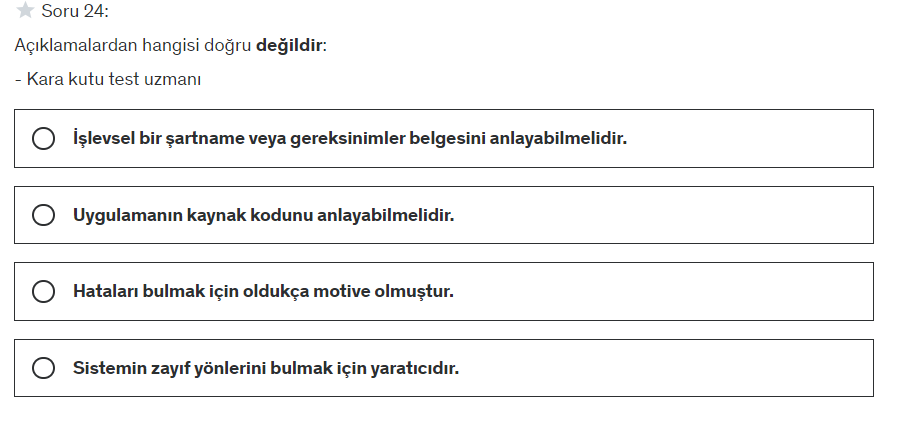 Soru 24:
Açıklamalardan hangisi doğru değildir:
- Kara kutu test uzmanı
İşlevsel bir şartname veya gereksinimler belgesini anlayabilmelidir.
Uygulamanın kaynak kodunu anlayabilmelidir.
Hataları bulmak için oldukça motive olmuştur.
Sistemin zayıf yönlerini bulmak için yaratıcıdır.